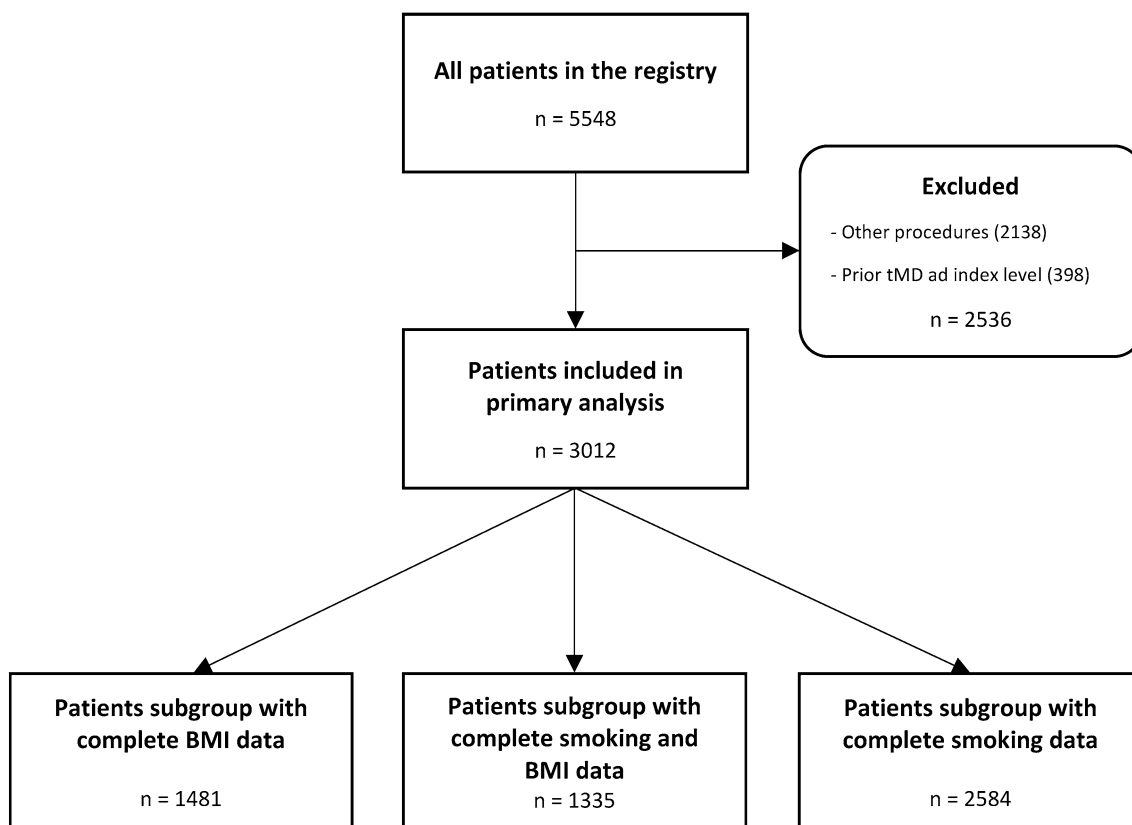 All patients in the registry
n = 5548
Excluded
- Other procedures (2138)
- Prior tMD ad index level (398)
n = 2536
Patients included in
primary analysis
n = 3012
Patients subgroup with
complete BMI data
n = 1481
Patients subgroup with
complete smoking and
BMI data
n = 1335
Patients subgroup with
complete smoking data
n = 2584